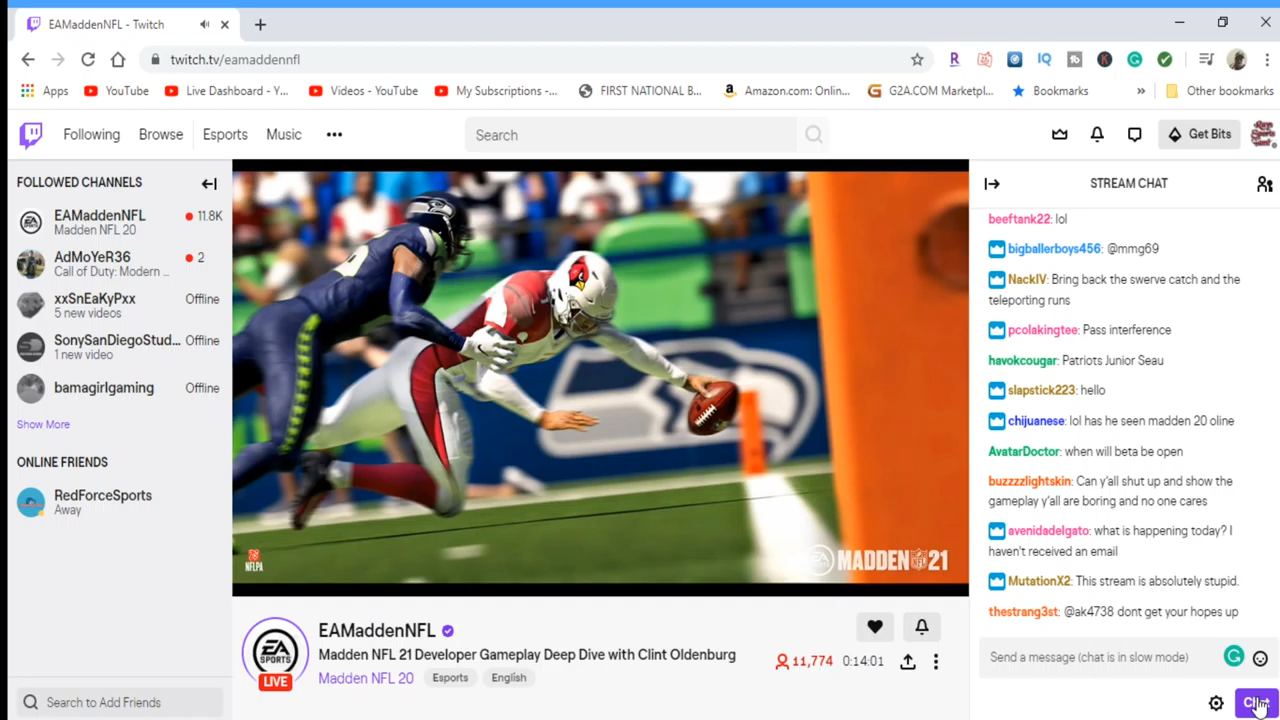 EAMaddenNFL - Twitch
twitch.tv/eamaddennfl
Apps YouTube Live Dashboard - Y... Videos - YouTube My Subscriptions -... FIRST NATIONAL B... Amazon.com: Onlin... G2A.COM Marketpl... Bookmarks » Other bookmarks
Following Browse Esports Music ••• Search Get Bits
FOLLOWED CHANNELS
EAMaddenNFL 11.8K
Madden NFL 20
AdMoYeR36 2
Call of Duty: Modern ...
xxSnEaKyPxx Offline
5 new videos
SonySanDiegoStud... Offline
1 new video
bamagirlgaming Offline
Show More
ONLINE FRIENDS
RedForceSports
Away
Search to Add Friends
NFLPA
MADDEN NFL 21
EA SPORTS
LIVE
EAMaddenNFL
Madden NFL 21 Developer Gameplay Deep Dive with Clint Oldenburg
Madden NFL 20 Esports English
11,774 0:14:01
STREAM CHAT
beeftank22: lol
bigballerboys456: @mmg69
NackIV: Bring back the swerve catch and the
teleporting runs
pcolakingtee: Pass interference
havokcougar: Patriots Junior Seau
slapstick223: hello
chijuanese: lol has he seen madden 20 oline
AvatarDoctor: when will beta be open
buzzzzlightskin: Can y'all shut up and show the
gameplay y'all are boring and no one cares
avenidadelgato: what is happening today? I
haven't received an email
MutationX2: This stream is absolutely stupid.
thestrang3st: @ak4738 dont get your hopes up
Send a message (chat is in slow mode)